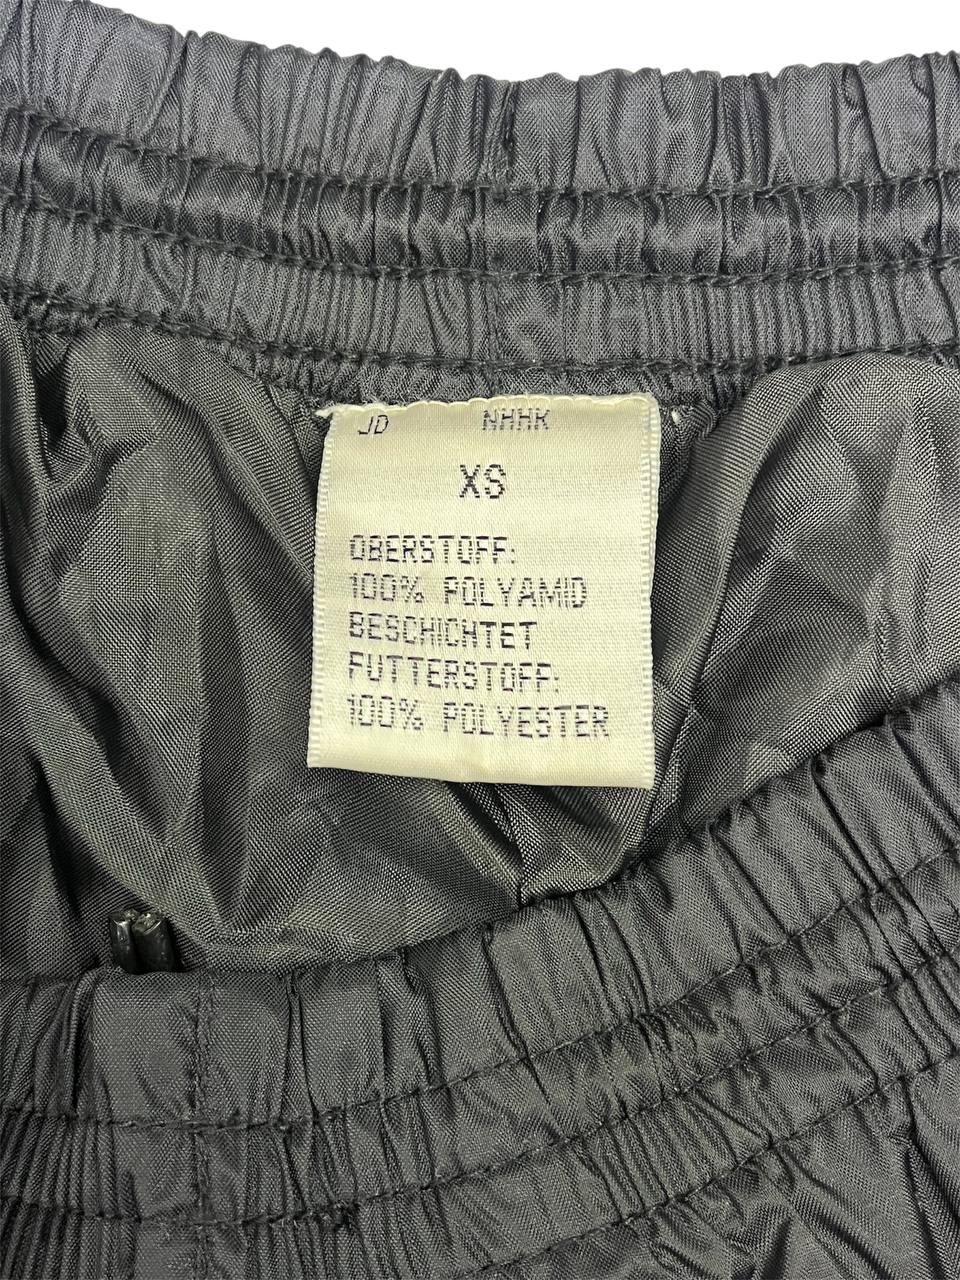 JD NHHK
XS
OBERSTOFF:
100% POLYAMID
BESCHICHTET
FUTTERSTOFF:
100% POLYESTER